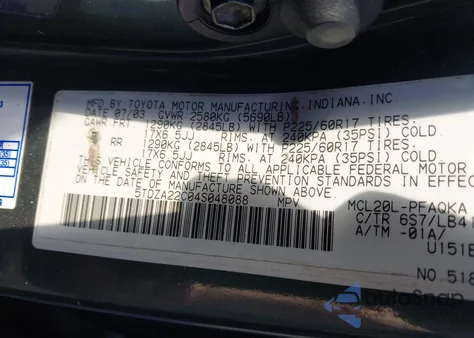 MFD.BY:TOYOTA MOTOR MANUFACTURING,INDIANA,INC.
DATE 07/03 GVWR 2580KG (5690LB)
GAWR FRT 1290KG (2845LB) WITH P225/60R17 TIRES.
17X6.5JJ RIMS. AT 240KPA (35PSI) COLD.
RR 1290KG (2845LB) WITH P225/60R17 TIRES.
17X6.5JJ RIMS. AT 240KPA (35PSI) COLD.
THIS VEHICLE CONFORMS TO ALL APPLICABLE FEDERAL MOTOR
VEHICLE SAFETY AND THEFT PREVENTION STANDARDS IN EFFECT
ON THE DATE OF MANUFACTURE SHOWN ABOVE.
5TDZA22C04S048088 MPV MCL20L-PFAQKA
C/TR 6S7/LB41
A/TM -01A/
U151E
NO 518
autoSnap